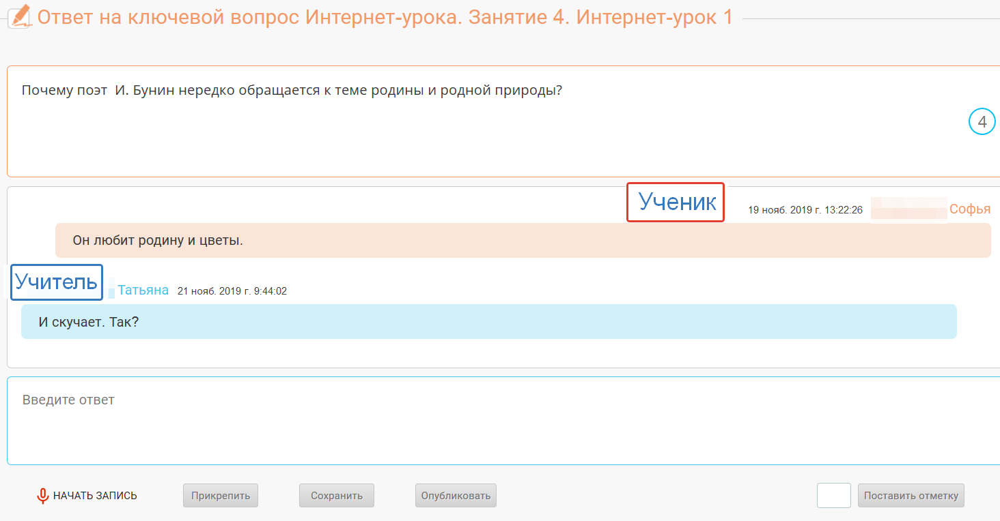 Ответ на ключевой вопрос Интернет-урока. Занятие 4. Интернет-урок 1
Почему поэт И. Бунин нередко обращается к теме родины и родной природы?
4
Ученик
19 нояб. 2019 г. 13:22:26 Софья
Он любит родину и цветы.
Учитель Татьяна 21 нояб. 2019 г. 9:44:02
И скучает. Так?
Введите ответ
НАЧАТЬ ЗАПИСЬ Прикрепить Сохранить Опубликовать Поставить отметку